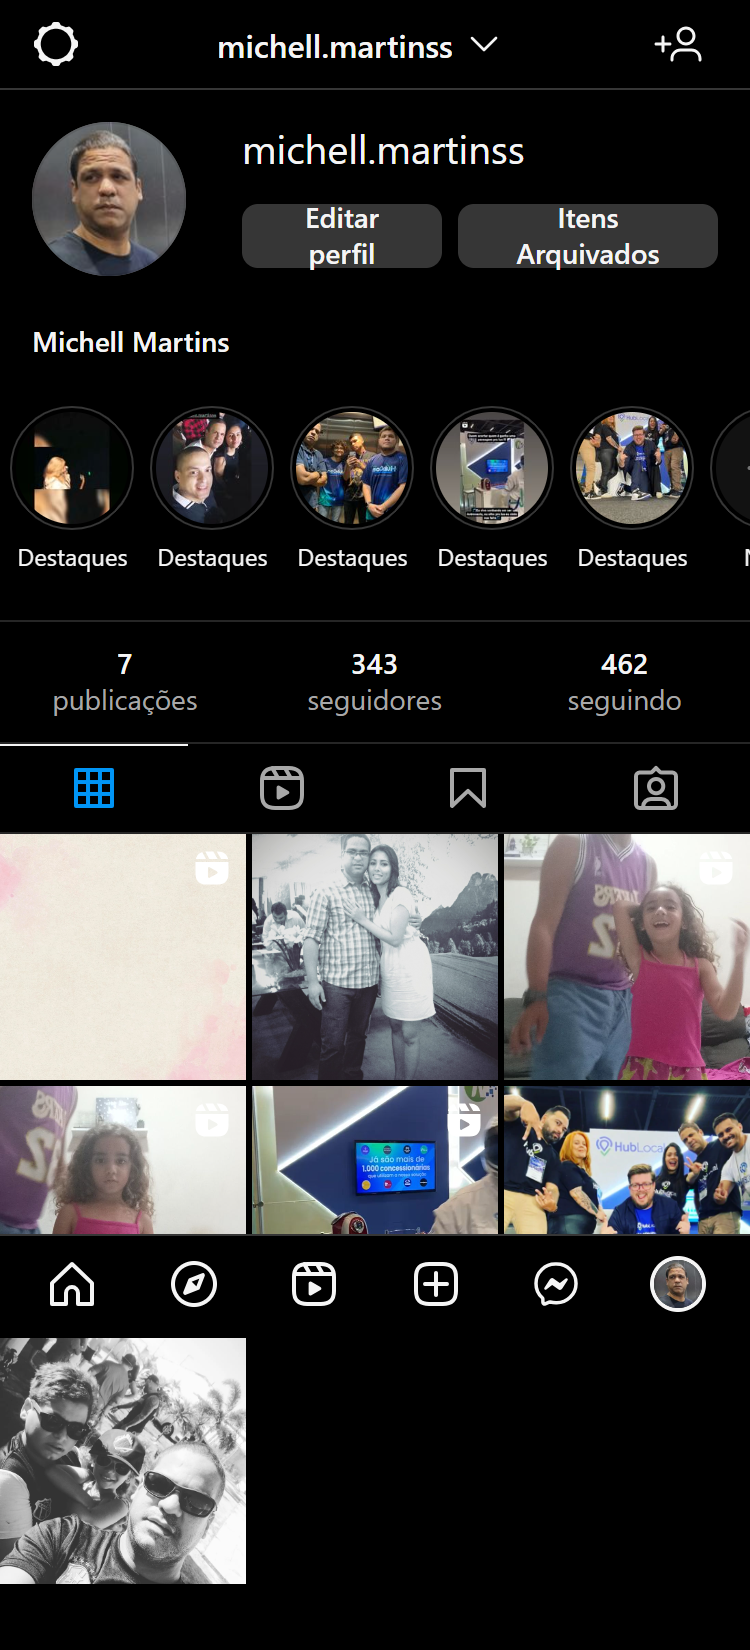 michell.martinss
michell.martinss
Editar
perfil
Itens
Arquivados
Michell Martins
Destaques
Destaques
Destaques
Destaques
Destaques
7
publicações
343
seguidores
462
seguindo
Já são mais de
1.000 concessionárias
que utilizam a nossa solução
HubLocal